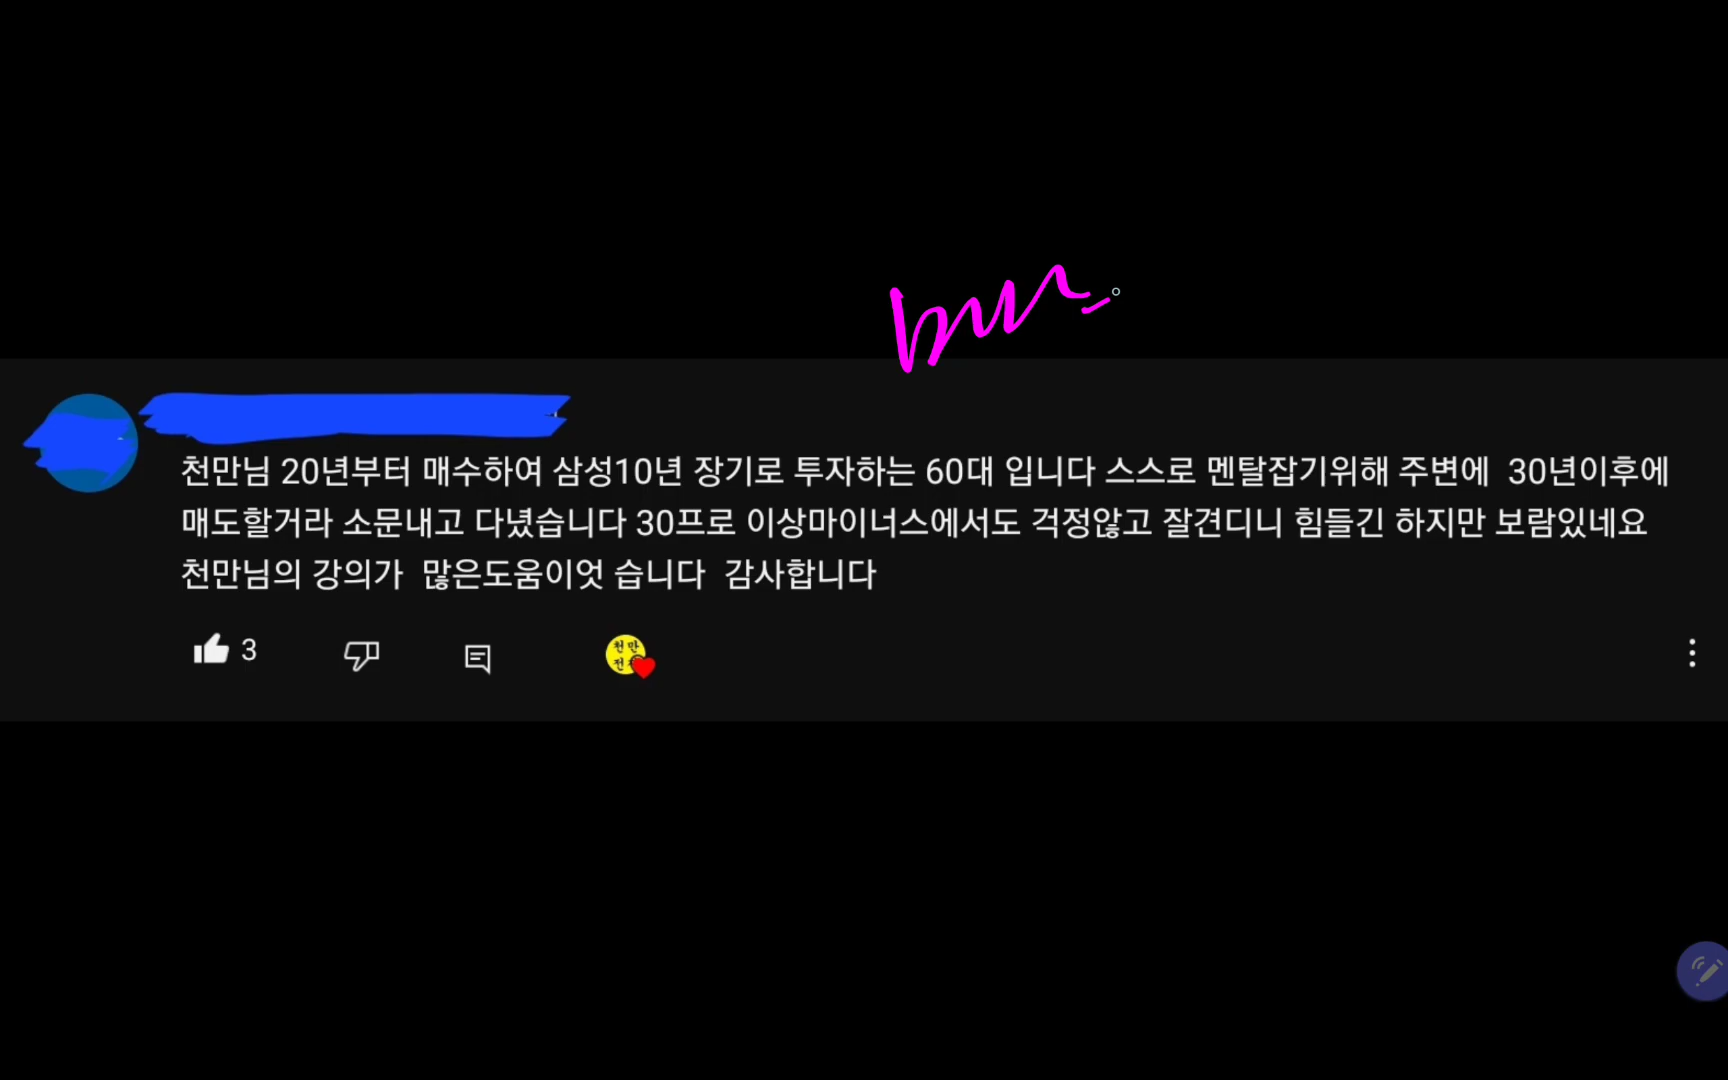 천만님 20년부터 매수하여 삼성10년 장기로 투자하는 60대 입니다 스스로 멘탈잡기위해 주변에 30년이후에
매도할거라 소문내고 다녔습니다 30프로 이상마이너스에서도 걱정않고 잘견디니 힘들긴 하지만 보람있네요
천만님의 강의가 많은도움이엇 습니다 감사합니다
3
천만